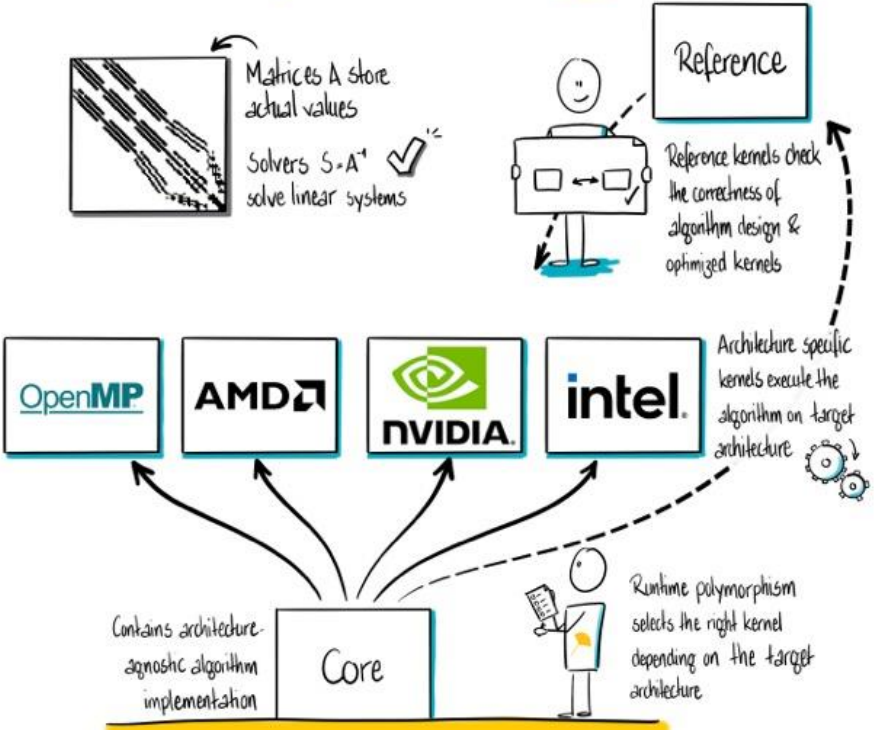 Matrices A store
actual values
Solvers S=A⁻¹
solve linear systems
Reference
Reference kernels check
the correctness of
algorithm design &
optimized kernels
OpenMP
AMD
NVIDIA.
intel.
Architecture specific
kernels execute the
algorithm on target
architecture
Contains architecture-
agnostic algorithm
implementation
Core
Runtime polymorphism
selects the right kernel
depending on the target
architecture